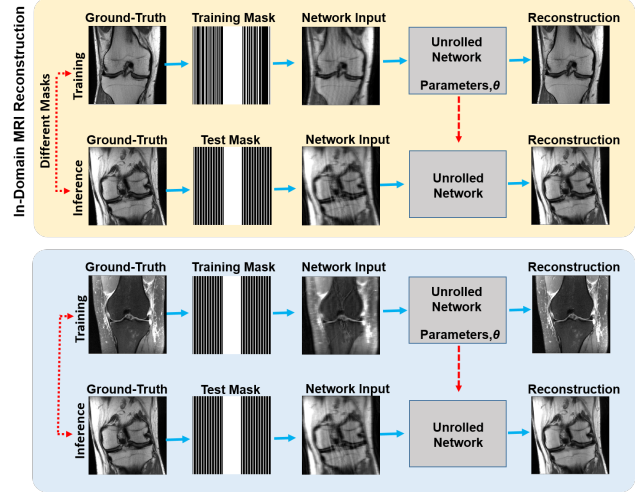 In-Domain MRI Reconstruction
Different Masks
Training
Ground-Truth
Training Mask
Network Input
Unrolled
Network
Parameters,θ
Reconstruction
Inference
Ground-Truth
Test Mask
Network Input
Unrolled
Network
Reconstruction
Training
Ground-Truth
Training Mask
Network Input
Unrolled
Network
Parameters,θ
Reconstruction
Inference
Ground-Truth
Test Mask
Network Input
Unrolled
Network
Reconstruction